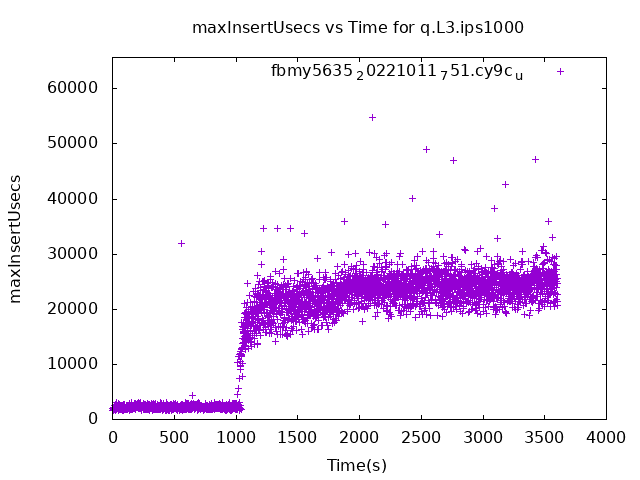 maxInsertUsecs vs Time for q.L3.ips1000
fbmy5635_20221011_751.cy9c_u
maxInsertUsecs
60000
50000
40000
30000
20000
10000
0
0 500 1000 1500 2000 2500 3000 3500 4000
Time(s)